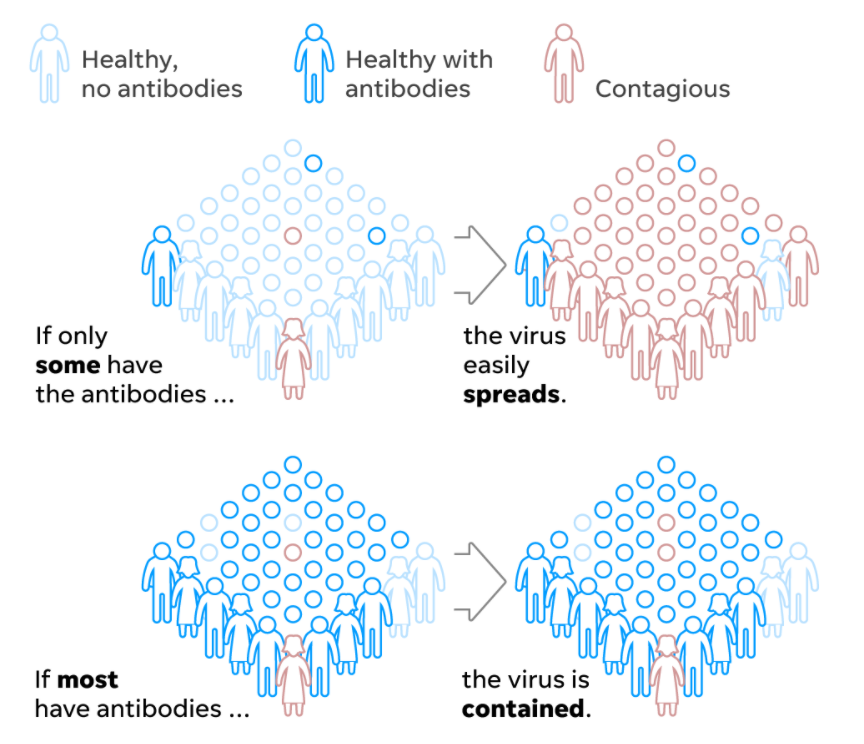 Healthy,
no antibodies
Healthy with
antibodies
Contagious
If only
some have
the antibodies ...
the virus
easily
spreads.
If most
have antibodies ...
the virus is
contained.